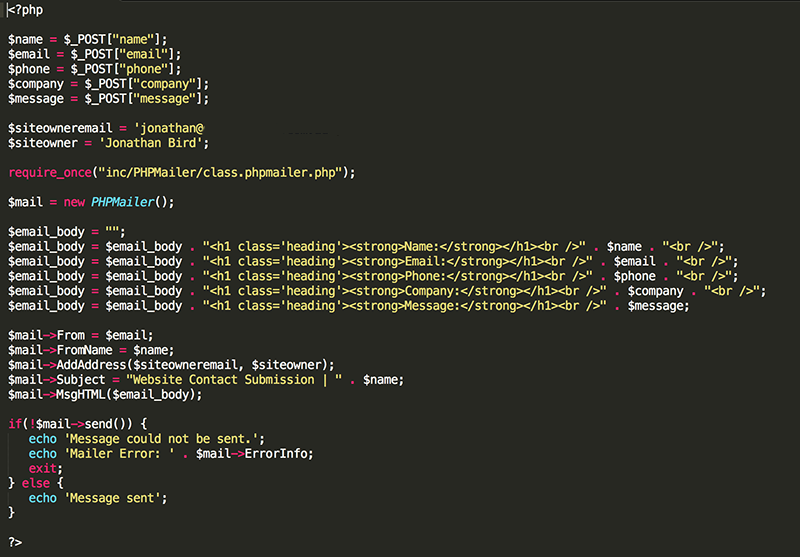 <?php
$name = $_POST["name"];
$email = $_POST["email"];
$phone = $_POST["phone"];
$company = $_POST["company"];
$message = $_POST["message"];
$siteowneremail = 'jonathan@
$siteowner = 'Jonathan Bird';
require_once("inc/PHPMailer/class.phpmailer.php");
$mail = new PHPMailer();
$email_body = "";
$email_body = $email_body . "<h1 class='heading'><strong>Name:</strong></h1><br />" . $name . "<br />";
$email_body = $email_body . "<h1 class='heading'><strong>Email:</strong></h1><br />" . $email . "<br />";
$email_body = $email_body . "<h1 class='heading'><strong>Phone:</strong></h1><br />" . $phone . "<br />";
$email_body = $email_body . "<h1 class='heading'><strong>Company:</strong></h1><br />" . $company . "<br />";
$email_body = $email_body . "<h1 class='heading'><strong>Message:</strong></h1><br />" . $message;
$mail->From = $email;
$mail->FromName = $name;
$mail->AddAddress($siteowneremail, $siteowner);
$mail->Subject = "Website Contact Submission | " . $name;
$mail->MsgHTML($email_body);
if(!$mail->send()) {
echo 'Message could not be sent.';
echo 'Mailer Error: ' . $mail->ErrorInfo;
exit;
} else {
echo 'Message sent';
}
?>